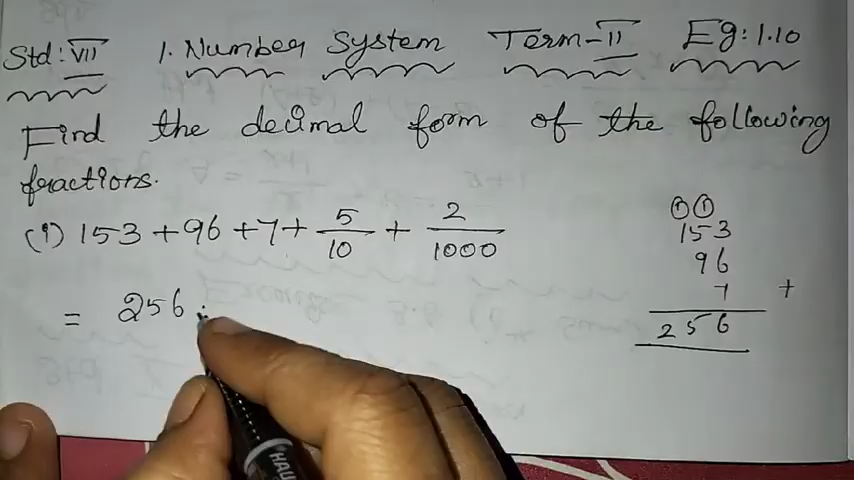 Std: VII 1. Number System Term-II Eg: 1.10
Find the decimal form of the following
fractions.
(i) 153 + 96 + 7 + 5/10 + 2/1000
= 256.
1 1
153
96
7 +
256
HAU